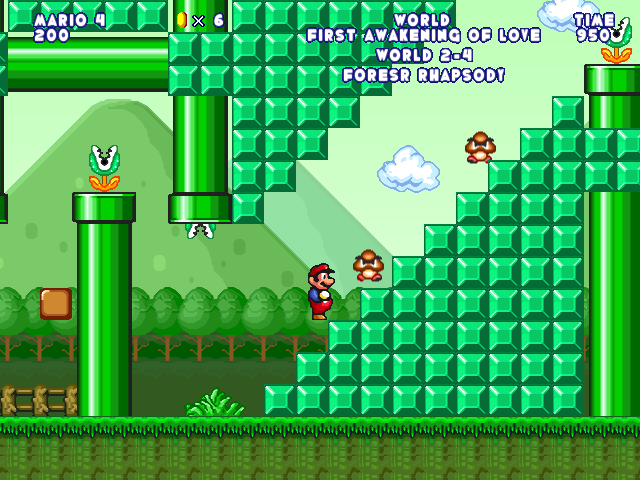 MARIO 4
200
× 6
WORLD
FIRST AWAKENING OF LOVE
WORLD 2-4
FORESR RHAPSODY
TIME
950